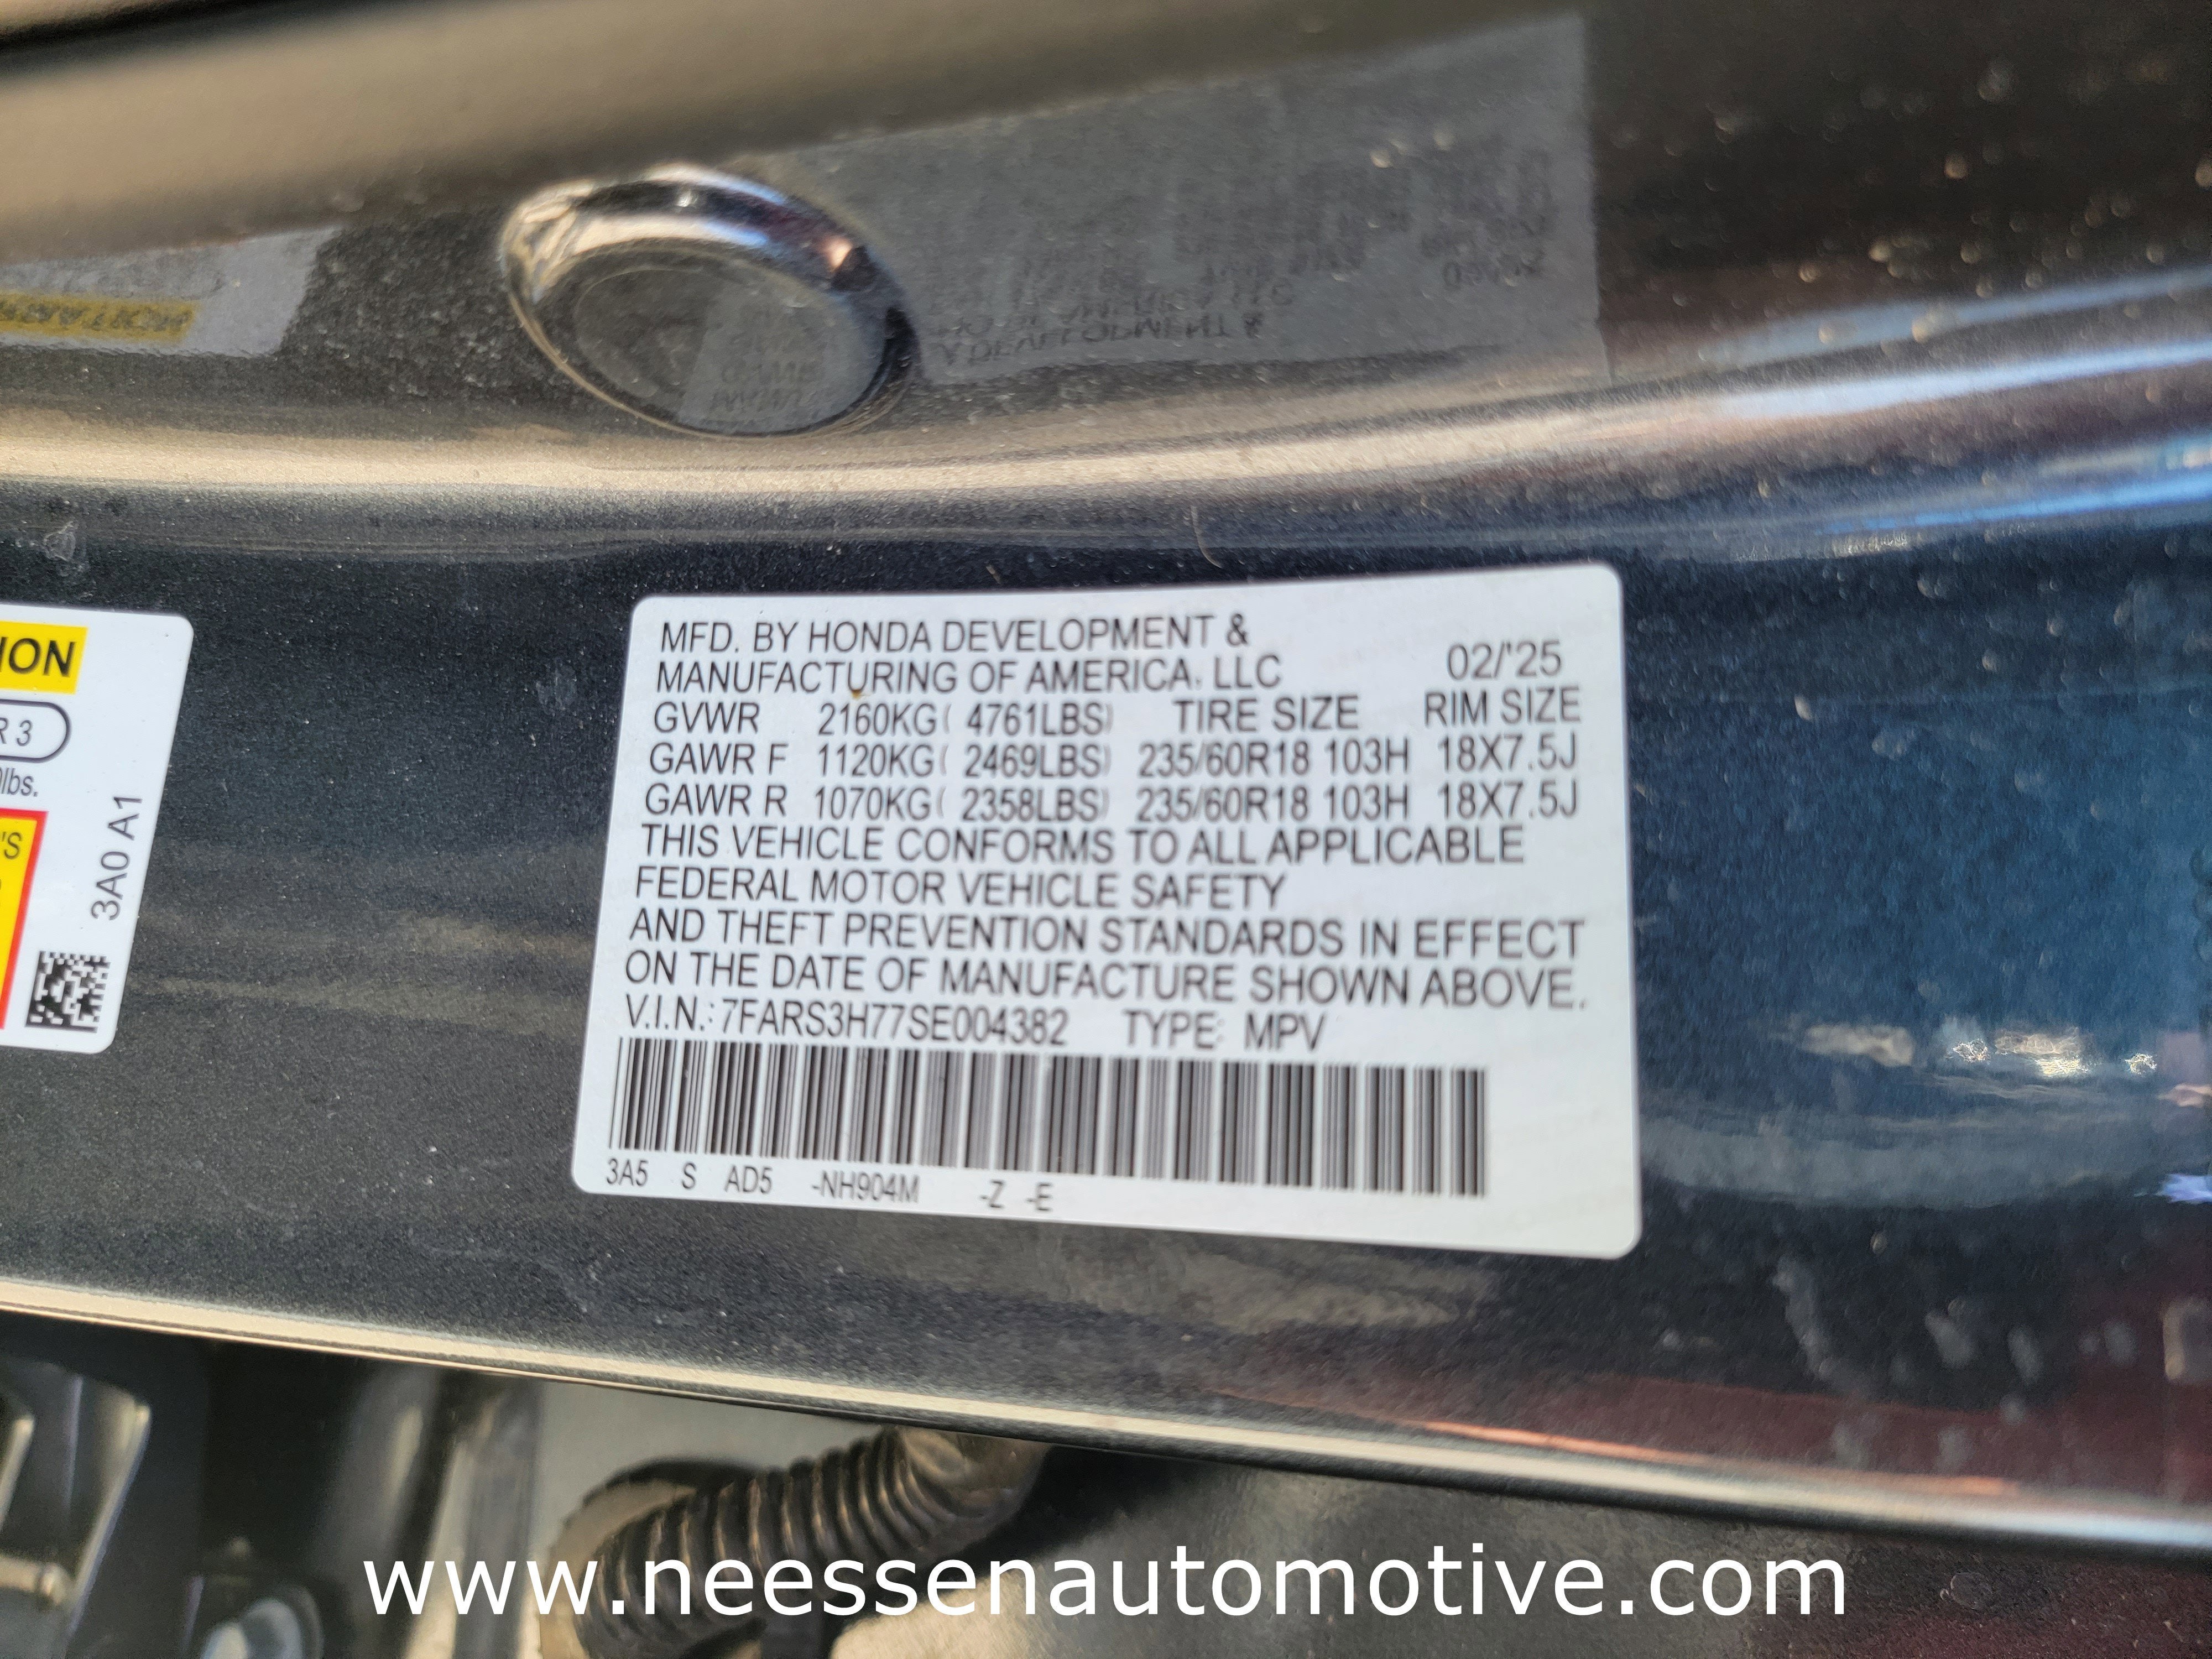 MFD. BY HONDA DEVELOPMENT &
MANUFACTURING OF AMERICA, LLC 02/'25
GVWR 2160KG( 4761LBS) TIRE SIZE RIM SIZE
GAWR F 1120KG( 2469LBS) 235/60R18 103H 18X7.5J
GAWR R 1070KG( 2358LBS) 235/60R18 103H 18X7.5J
THIS VEHICLE CONFORMS TO ALL APPLICABLE
FEDERAL MOTOR VEHICLE SAFETY
AND THEFT PREVENTION STANDARDS IN EFFECT
ON THE DATE OF MANUFACTURE SHOWN ABOVE.
V.I.N.: 7FARS3H77SE004382 TYPE: MPV
3A5 S AD5 -NH904M -Z -E
ION
R 3
lbs.
'S
3A0 A1
www.neessenautomotive.com